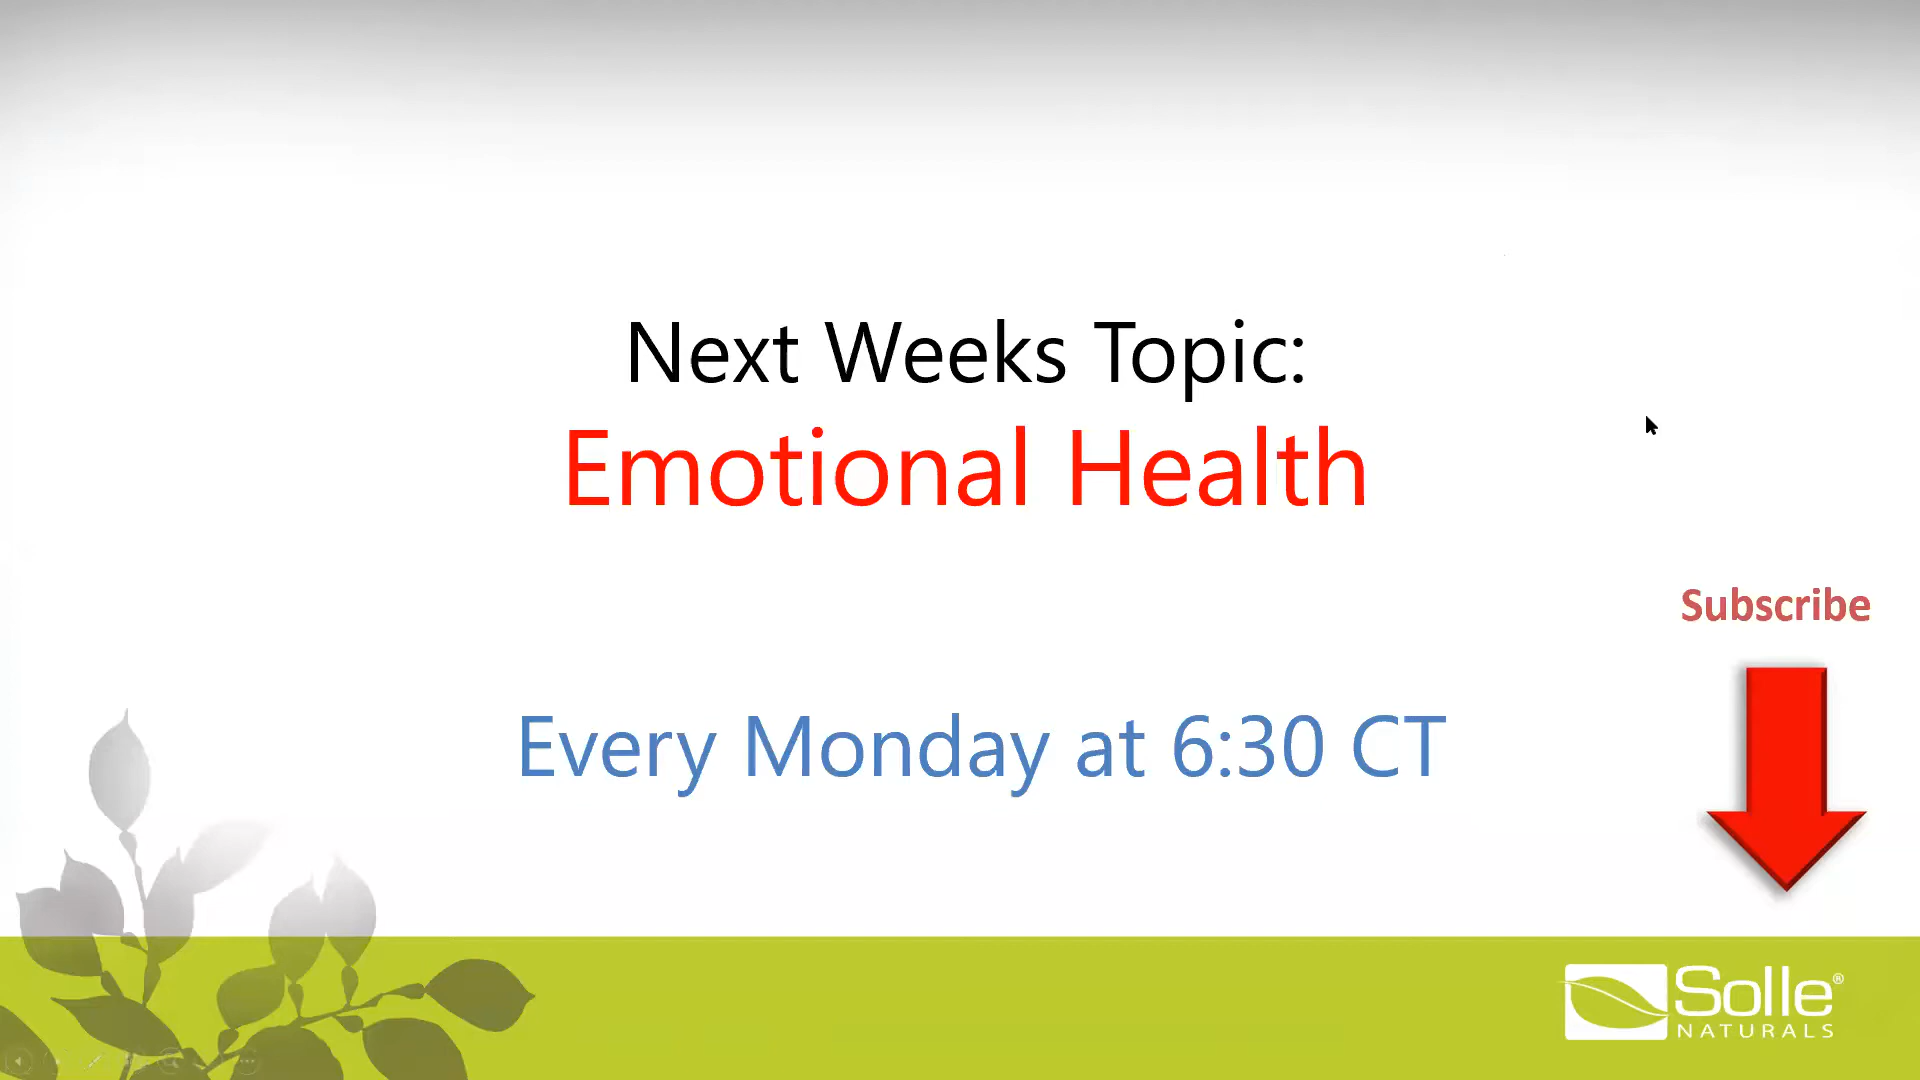 Next Weeks Topic:
Emotional Health
Subscribe
Every Monday at 6:30 CT
Solle®
NATURALS